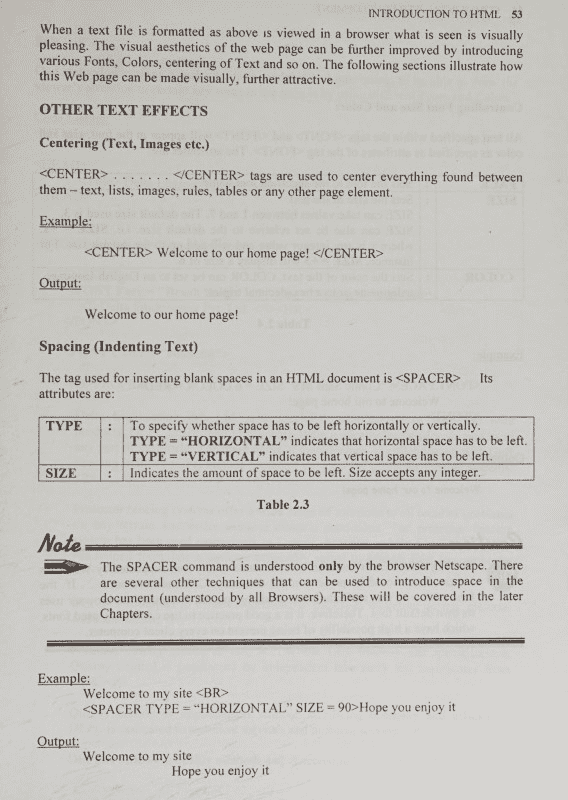 INTRODUCTION TO HTML 53
When a text file is formatted as above is viewed in a browser what is seen is visually
pleasing. The visual aesthetics of the web page can be further improved by introducing
various Fonts, Colors, centering of Text and so on. The following sections illustrate how
this Web page can be made visually, further attractive.
OTHER TEXT EFFECTS
Centering (Text, Images etc.)
<CENTER> . . . . . . . </CENTER> tags are used to center everything found between
them – text, lists, images, rules, tables or any other page element.
Example:
<CENTER> Welcome to our home page! </CENTER>
Output:
Welcome to our home page!
Spacing (Indenting Text)
The tag used for inserting blank spaces in an HTML document is <SPACER> Its
attributes are:
TYPE : To specify whether space has to be left horizontally or vertically.
TYPE = “HORIZONTAL” indicates that horizontal space has to be left.
TYPE = “VERTICAL” indicates that vertical space has to be left.
SIZE : Indicates the amount of space to be left. Size accepts any integer.
Table 2.3
Note
The SPACER command is understood only by the browser Netscape. There
are several other techniques that can be used to introduce space in the
document (understood by all Browsers). These will be covered in the later
Chapters.
Example:
Welcome to my site <BR>
<SPACER TYPE = “HORIZONTAL” SIZE = 90>Hope you enjoy it
Output:
Welcome to my site
Hope you enjoy it